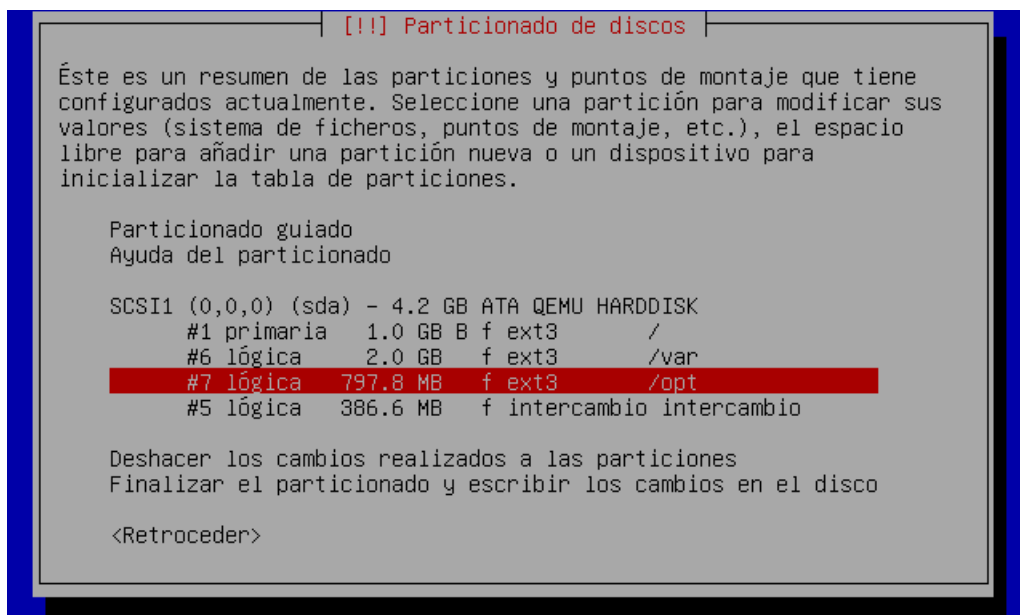 [!!] Particionado de discos
Éste es un resumen de las particiones y puntos de montaje que tiene
configurados actualmente. Seleccione una partición para modificar sus
valores (sistema de ficheros, puntos de montaje, etc.), el espacio
libre para añadir una partición nueva o un dispositivo para
inicializar la tabla de particiones.
Particionado guiado
Ayuda del particionado
SCSI1 (0,0,0) (sda) - 4.2 GB ATA QEMU HARDDISK
#1 primaria 1.0 GB B f ext3 /
#6 lógica 2.0 GB f ext3 /var
#7 lógica 797.8 MB f ext3 /opt
#5 lógica 386.6 MB f intercambio intercambio
Deshacer los cambios realizados a las particiones
Finalizar el particionado y escribir los cambios en el disco
<Retroceder>